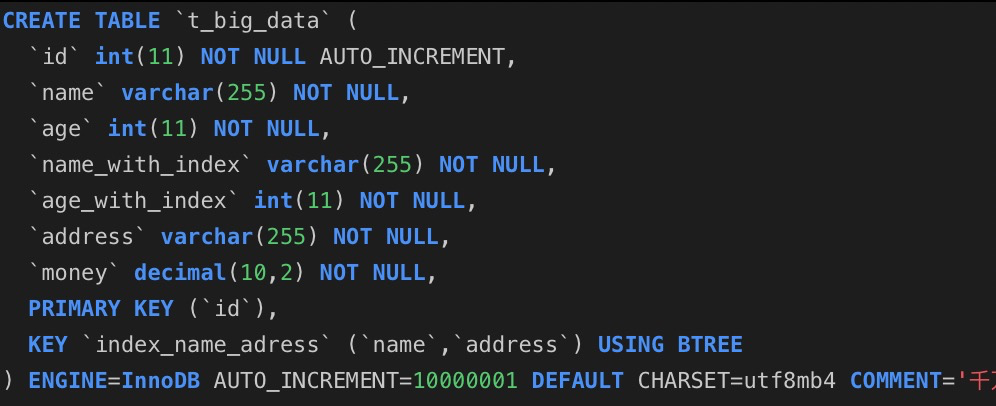 CREATE TABLE `t_big_data` (
  `id` int(11) NOT NULL AUTO_INCREMENT,
  `name` varchar(255) NOT NULL,
  `age` int(11) NOT NULL,
  `name_with_index` varchar(255) NOT NULL,
  `age_with_index` int(11) NOT NULL,
  `address` varchar(255) NOT NULL,
  `money` decimal(10,2) NOT NULL,
  PRIMARY KEY (`id`),
  KEY `index_name_adress` (`name`,`address`) USING BTREE
) ENGINE=InnoDB AUTO_INCREMENT=10000001 DEFAULT CHARSET=utf8mb4 COMMENT='千